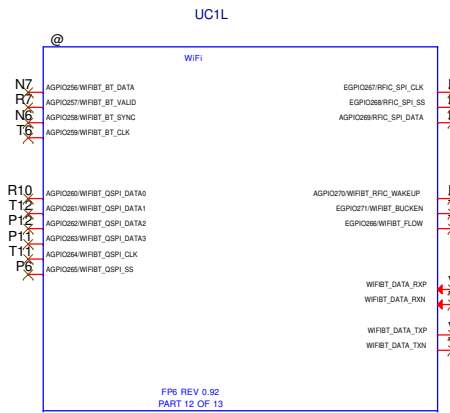 UC1L
@
WiFi
N7 AGPIO256/WIFIBT_BT_DATA
R7 AGPIO257/WIFIBT_BT_VALID
N6 AGPIO258/WIFIBT_BT_SYNC
T6 AGPIO259/WIFIBT_BT_CLK
EGPIO267/RFIC_SPI_CLK
EGPIO268/RFIC_SPI_SS
AGPIO269/RFIC_SPI_DATA
R10 AGPIO260/WIFIBT_QSPI_DATA0
T12 AGPIO261/WIFIBT_QSPI_DATA1
P12 AGPIO262/WIFIBT_QSPI_DATA2
P11 AGPIO263/WIFIBT_QSPI_DATA3
T11 AGPIO264/WIFIBT_QSPI_CLK
P6 AGPIO265/WIFIBT_QSPI_SS
AGPIO270/WIFIBT_RFIC_WAKEUP
EGPIO271/WIFIBT_BUCKEN
EGPIO266/WIFIBT_FLOW
WIFIBT_DATA_RXP
WIFIBT_DATA_RXN
WIFIBT_DATA_TXP
WIFIBT_DATA_TXN
FP6 REV 0.92
PART 12 OF 13